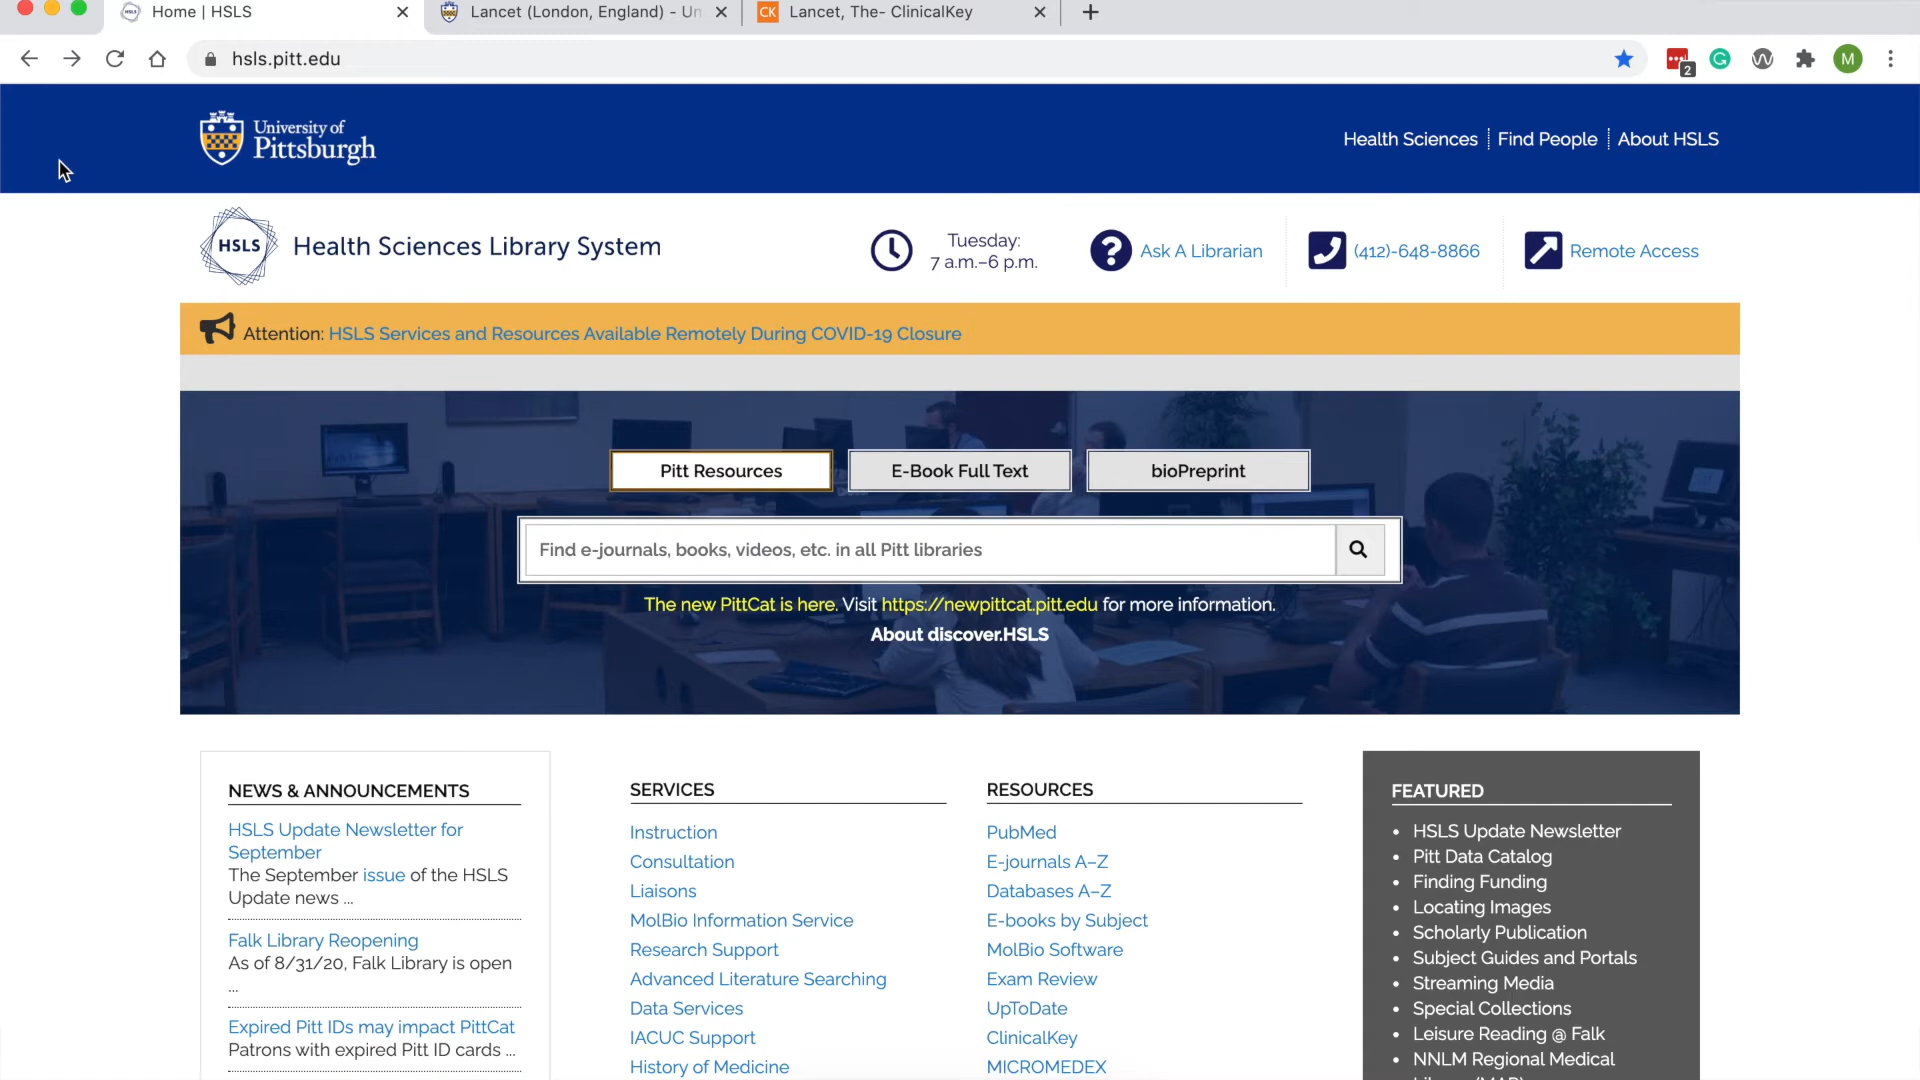 Home | HSLS
Lancet (London, England) - Un
CK
Lancet, The- ClinicalKey
hsls.pitt.edu
2
M
University of
Pittsburgh
Health Sciences
Find People
About HSLS
HSLS
Health Sciences Library System
Tuesday:
7 a.m.–6 p.m.
Ask A Librarian
(412)-648-8866
Remote Access
Attention: HSLS Services and Resources Available Remotely During COVID-19 Closure
Pitt Resources
E-Book Full Text
bioPreprint
Find e-journals, books, videos, etc. in all Pitt libraries
The new PittCat is here. Visit https://newpittcat.pitt.edu for more information.
About discover.HSLS
NEWS & ANNOUNCEMENTS
HSLS Update Newsletter for
September
The September issue of the HSLS
Update news ...
Falk Library Reopening
As of 8/31/20, Falk Library is open
...
Expired Pitt IDs may impact PittCat
Patrons with expired Pitt ID cards ...
SERVICES
Instruction
Consultation
Liaisons
MolBio Information Service
Research Support
Advanced Literature Searching
Data Services
IACUC Support
History of Medicine
RESOURCES
PubMed
E-journals A–Z
Databases A–Z
E-books by Subject
MolBio Software
Exam Review
UpToDate
ClinicalKey
MICROMEDEX
FEATURED
HSLS Update Newsletter
Pitt Data Catalog
Finding Funding
Locating Images
Scholarly Publication
Subject Guides and Portals
Streaming Media
Special Collections
Leisure Reading @ Falk
NNLM Regional Medical